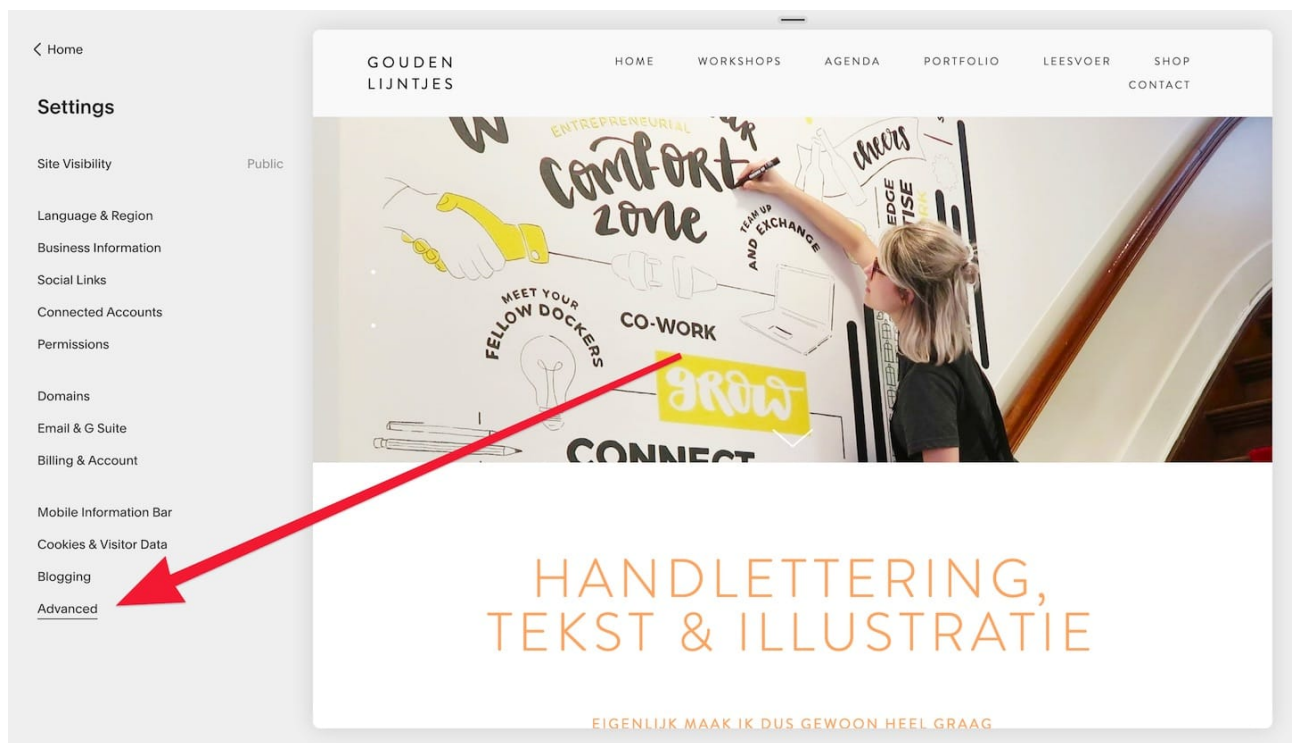 Home
Settings
Site Visibility Public
Language & Region
Business Information
Social Links
Connected Accounts
Permissions
Domains
Email & G Suite
Billing & Account
Mobile Information Bar
Cookies & Visitor Data
Blogging
Advanced
GOUDEN
LIJNTJES
HOME WORKSHOPS AGENDA PORTFOLIO LEESVOER SHOP
CONTACT
ENTREPRENEURIAL
COMFORT
ZONE
cheers
TEAM UP
AND EXCHANGE
MEET YOUR
FELLOW DOCKERS
CO-WORK
GROW
CONNECT
HANDLETTERING,
TEKST & ILLUSTRATIE
EIGENLIJK MAAK IK DUS GEWOON HEEL GRAAG